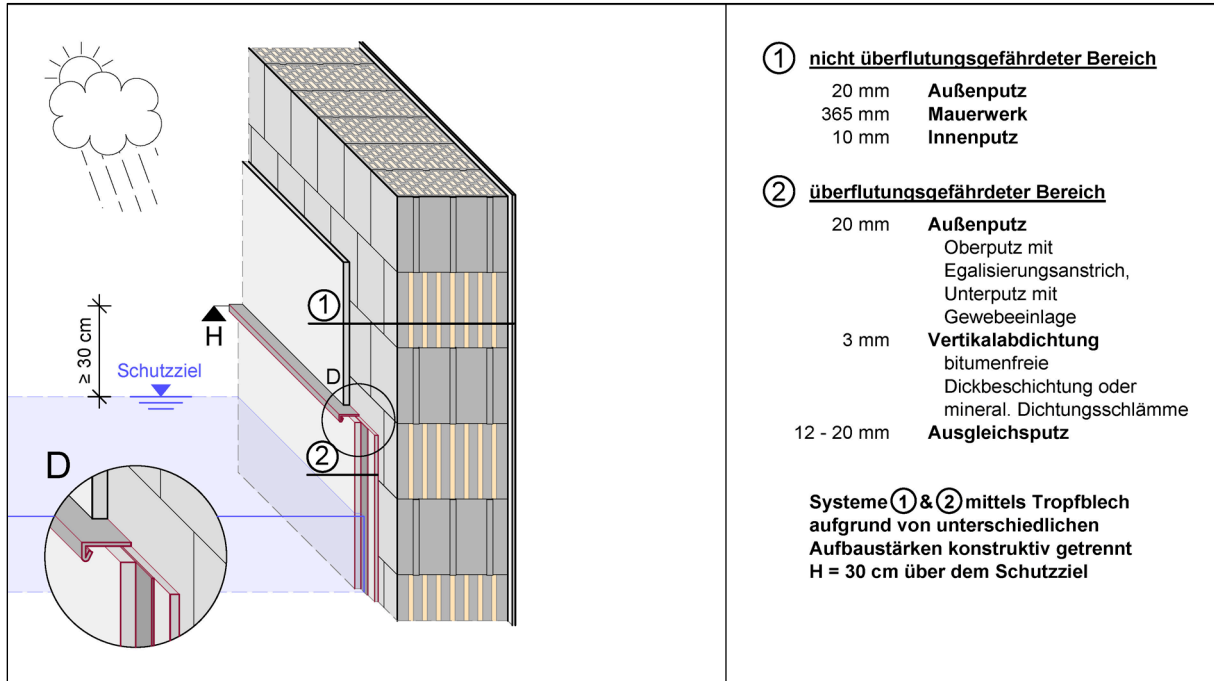 ≥ 30 cm
H
Schutzziel
1
D
2
D
1 nicht überflutungsgefährdeter Bereich
20 mm Außenputz
365 mm Mauerwerk
10 mm Innenputz
2 überflutungsgefährdeter Bereich
20 mm Außenputz
Oberputz mit
Egalisierungsanstrich,
Unterputz mit
Gewebeeinlage
3 mm Vertikalabdichtung
bitumenfreie
Dickbeschichtung oder
mineral. Dichtungsschlämme
12 - 20 mm Ausgleichsputz
Systeme 1 & 2 mittels Tropfblech
aufgrund von unterschiedlichen
Aufbaustärken konstruktiv getrennt
H = 30 cm über dem Schutzziel